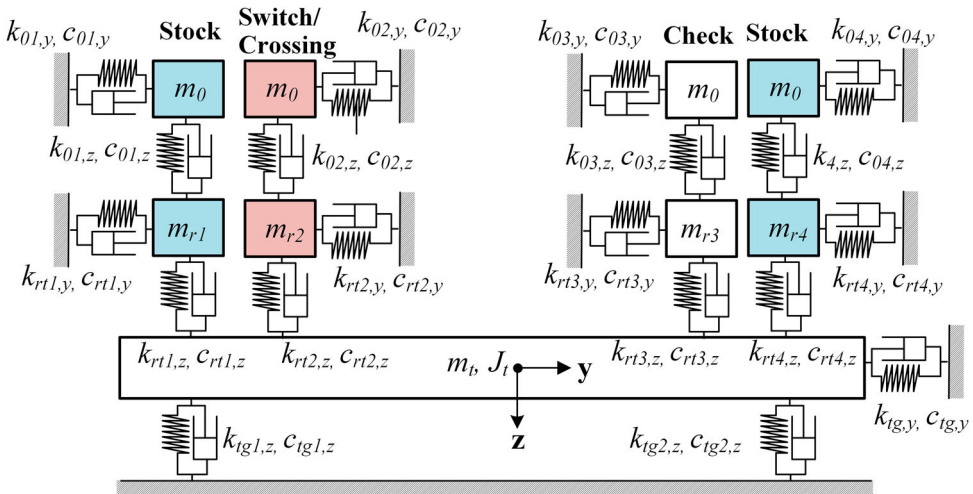 k01,y, c01,y
Stock
Switch/
Crossing
k02,y, c02,y
k03,y, c03,y
Check
Stock
k04,y, c04,y
m0
m0
m0
m0
k01,z, c01,z
k02,z, c02,z
k03,z, c03,z
k4,z, c04,z
mr1
mr2
mr3
mr4
krt1,y, crt1,y
krt2,y, crt2,y
krt3,y, crt3,y
krt4,y, crt4,y
krt1,z, crt1,z
krt2,z, crt2,z
mt, Jt
y
z
krt3,z, crt3,z
krt4,z, crt4,z
ktg,y, ctg,y
ktg1,z, ctg1,z
ktg2,z, ctg2,z